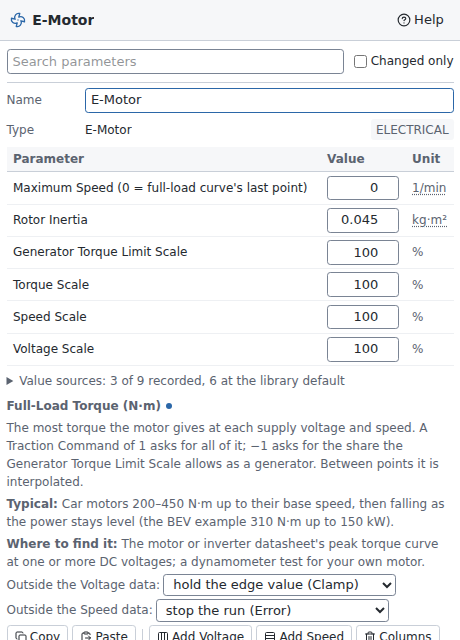 E-Motor
Help
Search parameters
Changed only
Name E-Motor
Type E-Motor ELECTRICAL
Parameter Value Unit
Maximum Speed (0 = full-load curve's last point) 0 1/min
Rotor Inertia 0.045 kg·m²
Generator Torque Limit Scale 100 %
Torque Scale 100 %
Speed Scale 100 %
Voltage Scale 100 %
Value sources: 3 of 9 recorded, 6 at the library default
Full-Load Torque (N·m)
The most torque the motor gives at each supply voltage and speed. A
Traction Command of 1 asks for all of it; −1 asks for the share the
Generator Torque Limit Scale allows as a generator. Between points it is
interpolated.
Typical: Car motors 200–450 N·m up to their base speed, then falling as
the power stays level (the BEV example 310 N·m up to 150 kW).
Where to find it: The motor or inverter datasheet's peak torque curve
at one or more DC voltages; a dynamometer test for your own motor.
Outside the Voltage data: hold the edge value (Clamp)
Outside the Speed data: stop the run (Error)
Copy Paste Add Voltage Add Speed Columns